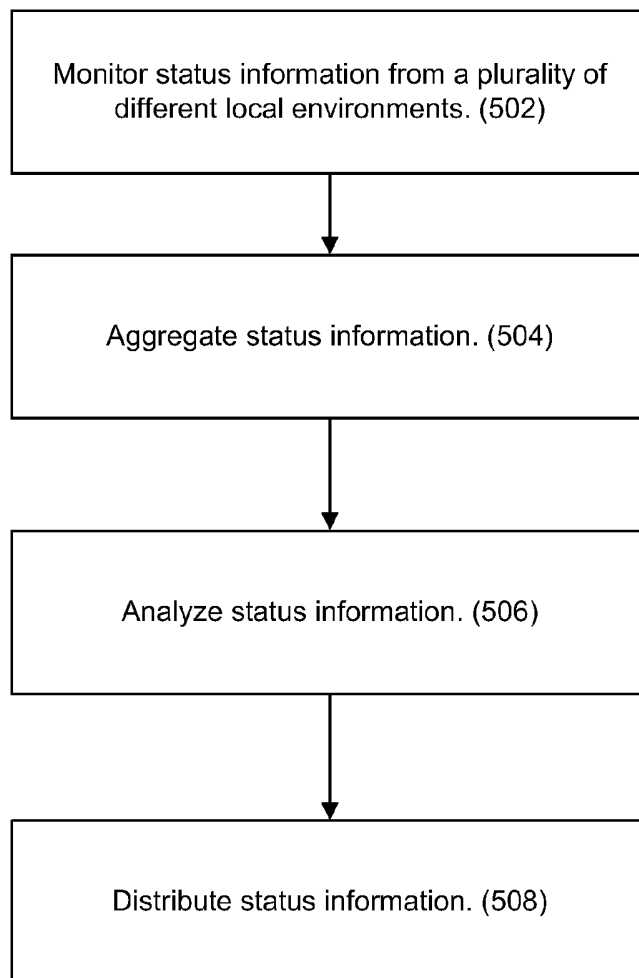 Monitor status information from a plurality of
different local environments. (502)
Aggregate status information. (504)
Analyze status information. (506)
Distribute status information. (508)